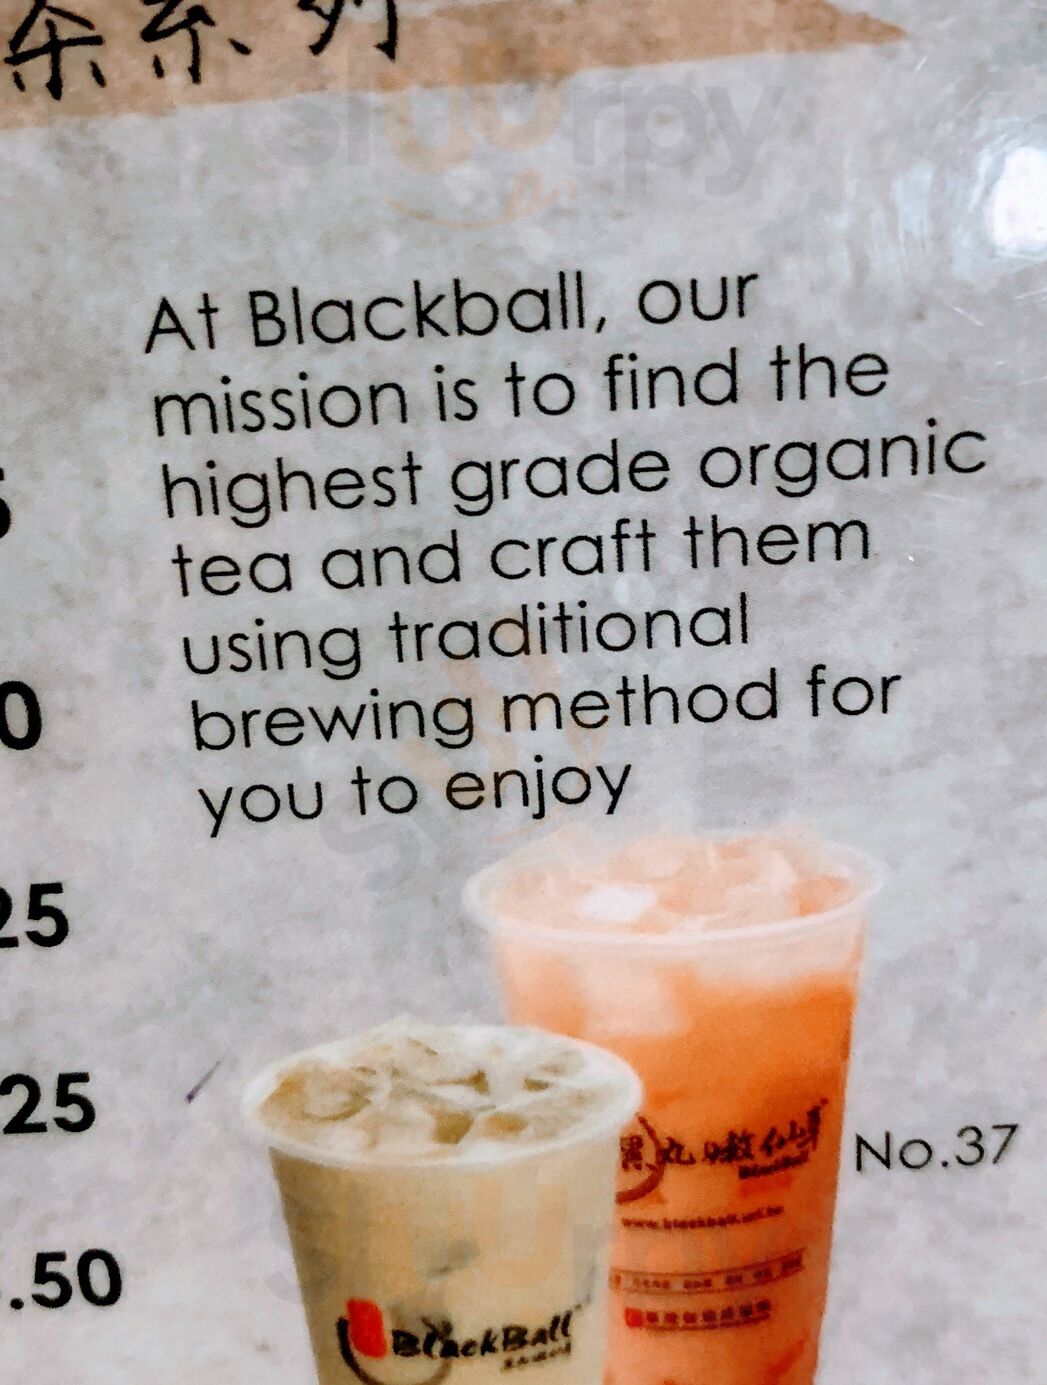 茶系列
sluurpy
At Blackball, our
mission is to find the
highest grade organic
tea and craft them
using traditional
brewing method for
you to enjoy
5
0
25
25
.50
No.37
BlackBall